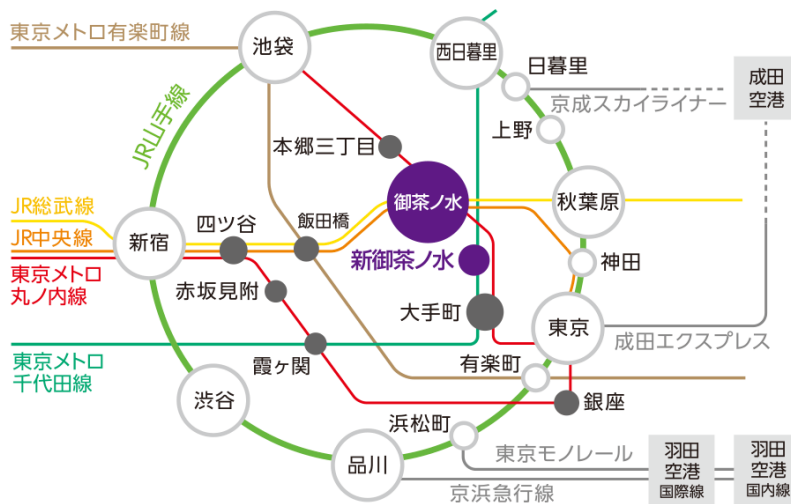 東京メトロ有楽町線
池袋
西日暮里
日暮里
成田
空港
京成スカイライナー
上野
JR山手線
本郷三丁目
御茶ノ水
秋葉原
JR総武線
JR中央線
新宿
四ツ谷
飯田橋
新御茶ノ水
神田
東京メトロ
丸ノ内線
赤坂見附
大手町
東京
成田エクスプレス
東京メトロ
千代田線
霞ヶ関
有楽町
渋谷
銀座
浜松町
品川
東京モノレール
京浜急行線
羽田
空港
国際線
羽田
空港
国内線